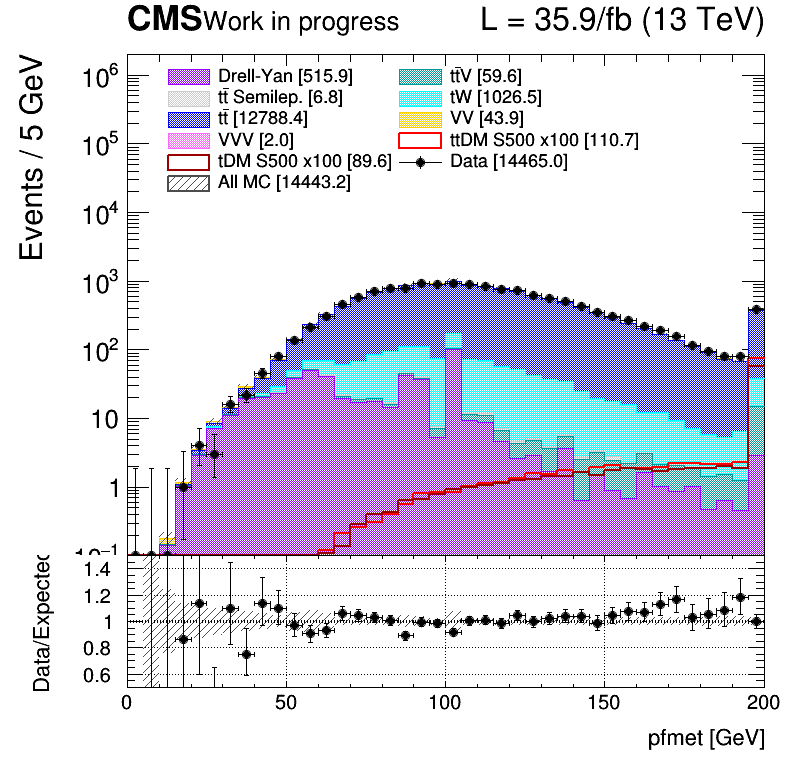 CMS Work in progress L = 35.9/fb (13 TeV)
Events / 5 GeV
10⁶
10⁵
10⁴
10³
10²
10
1
10⁻¹
Drell-Yan [515.9] tt̄V [59.6]
tt̄ Semilep. [6.8] tW [1026.5]
tt̄ [12788.4] VV [43.9]
VVV [2.0] ttDM S500 x100 [110.7]
tDM S500 x100 [89.6] Data [14465.0]
All MC [14443.2]
Data/Expected
1.4
1.2
1
0.8
0.6
0 50 100 150 200
pfmet [GeV]